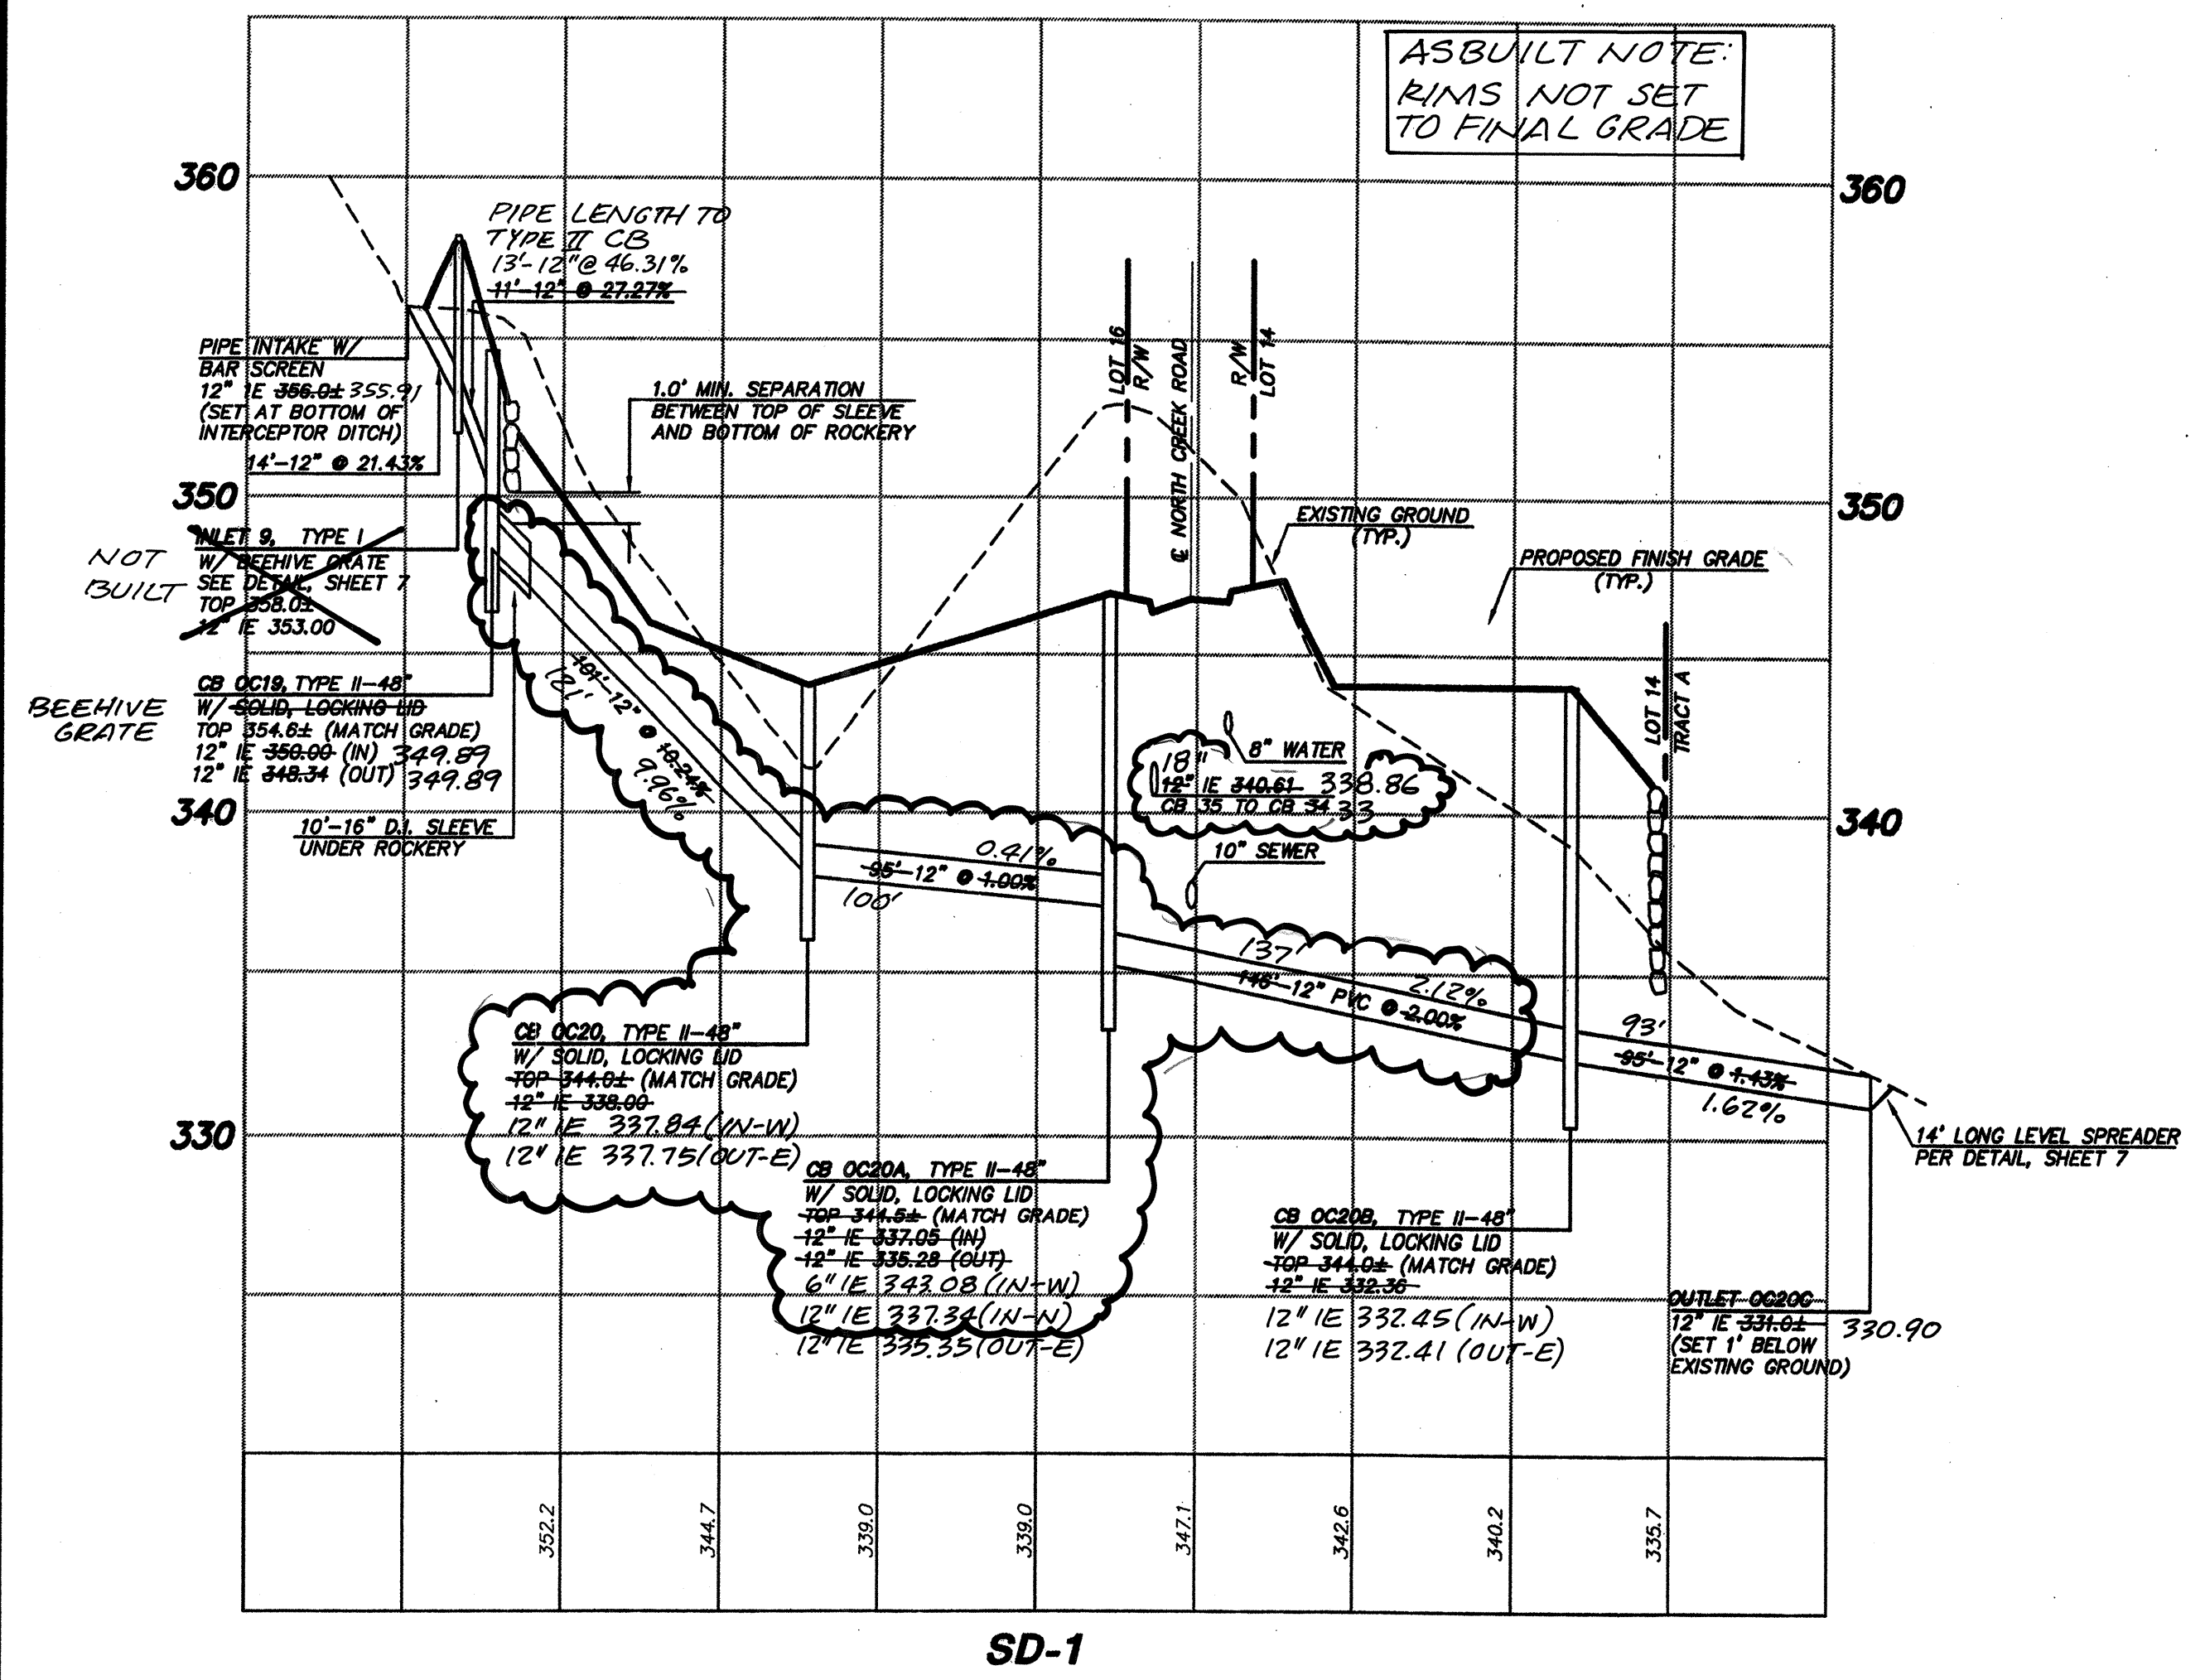 ASBUILT NOTE:
RIMS NOT SET
TO FINAL GRADE
360
360
PIPE LENGTH TO
TYPE II CB
13'-12"@ 46.31%
11'-12" @ 27.27%
PIPE INTAKE W/
BAR SCREEN
12" IE 356.0± 355.91
(SET AT BOTTOM OF
INTERCEPTOR DITCH)
14'-12" @ 21.43%
1.0' MIN. SEPARATION
BETWEEN TOP OF SLEEVE
AND BOTTOM OF ROCKERY
LOT 16
R/W
℄ NORTH CREEK ROAD
R/W
LOT 14
350
350
EXISTING GROUND
(TYP.)
PROPOSED FINISH GRADE
(TYP.)
NOT
BUILT
INLET 9, TYPE I
W/ BEEHIVE GRATE
SEE DETAIL, SHEET 7
TOP 358.0±
12" IE 353.00
BEEHIVE
GRATE
CB OC19, TYPE II-48"
W/ SOLID, LOCKING LID
TOP 354.6± (MATCH GRADE)
12" IE 350.00 (IN) 349.89
12" IE 348.34 (OUT) 349.89
101'-12" @ 10.24%
121'
9.96%
LOT 14
TRACT A
8" WATER
18"
12" IE 340.61 338.86
CB 35 TO CB 34 33
340
340
10'-16" D.I. SLEEVE
UNDER ROCKERY
10" SEWER
0.41%
95'-12" @ 1.00%
100'
137'
2.12%
146'-12" PVC @ 2.00%
93'
95'-12" @ 1.43%
1.62%
CB OC20, TYPE II-48"
W/ SOLID, LOCKING LID
TOP 344.0± (MATCH GRADE)
12" IE 338.00
12" IE 337.84 (IN-W)
12" IE 337.75 (OUT-E)
330
14' LONG LEVEL SPREADER
PER DETAIL, SHEET 7
CB OC20A, TYPE II-48"
W/ SOLID, LOCKING LID
TOP 344.5± (MATCH GRADE)
12" IE 337.05 (IN)
12" IE 335.28 (OUT)
6" IE 343.08 (IN-W)
12" IE 337.34 (IN-N)
12" IE 335.35 (OUT-E)
CB OC20B, TYPE II-48"
W/ SOLID, LOCKING LID
TOP 344.0± (MATCH GRADE)
12" IE 332.36
12" IE 332.45 (IN-W)
12" IE 332.41 (OUT-E)
OUTLET OC20C
12" IE 331.0± 330.90
(SET 1' BELOW
EXISTING GROUND)
352.2
344.7
339.0
339.0
347.1
342.6
340.2
335.7
SD-1